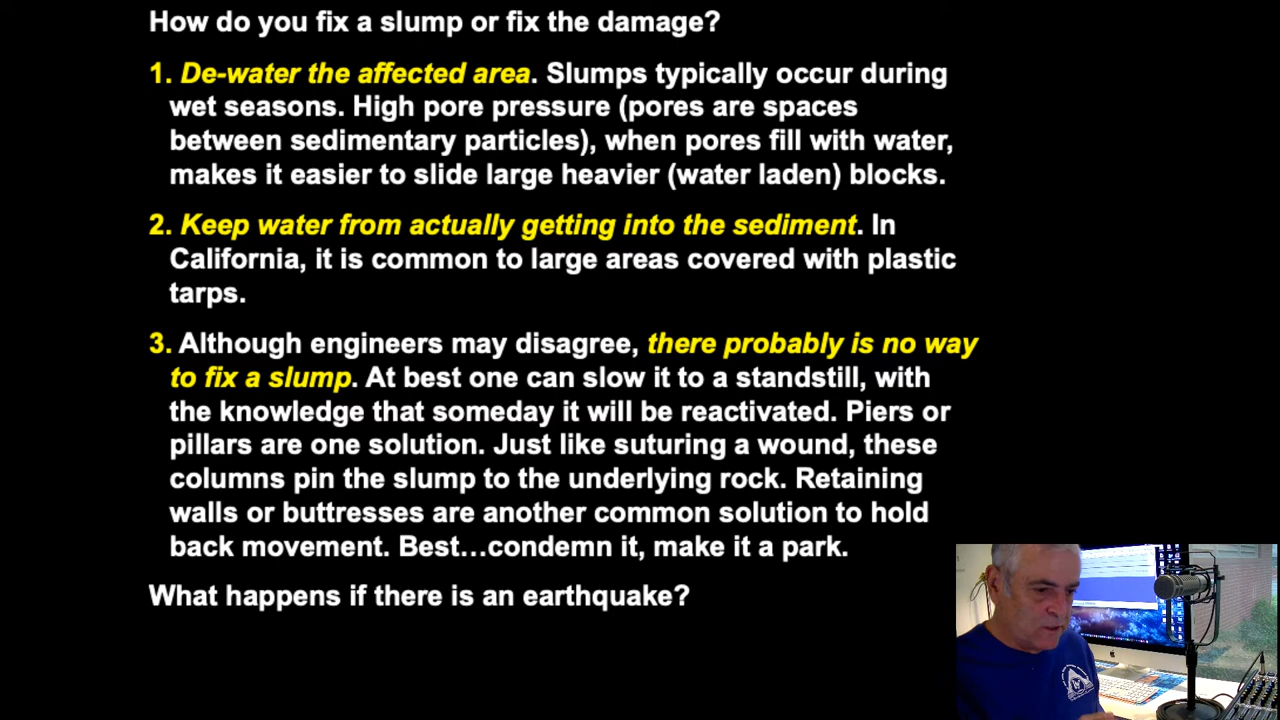 How do you fix a slump or fix the damage?
1. De-water the affected area. Slumps typically occur during
wet seasons. High pore pressure (pores are spaces
between sedimentary particles), when pores fill with water,
makes it easier to slide large heavier (water laden) blocks.
2. Keep water from actually getting into the sediment. In
California, it is common to large areas covered with plastic
tarps.
3. Although engineers may disagree, there probably is no way
to fix a slump. At best one can slow it to a standstill, with
the knowledge that someday it will be reactivated. Piers or
pillars are one solution. Just like suturing a wound, these
columns pin the slump to the underlying rock. Retaining
walls or buttresses are another common solution to hold
back movement. Best…condemn it, make it a park.
What happens if there is an earthquake?